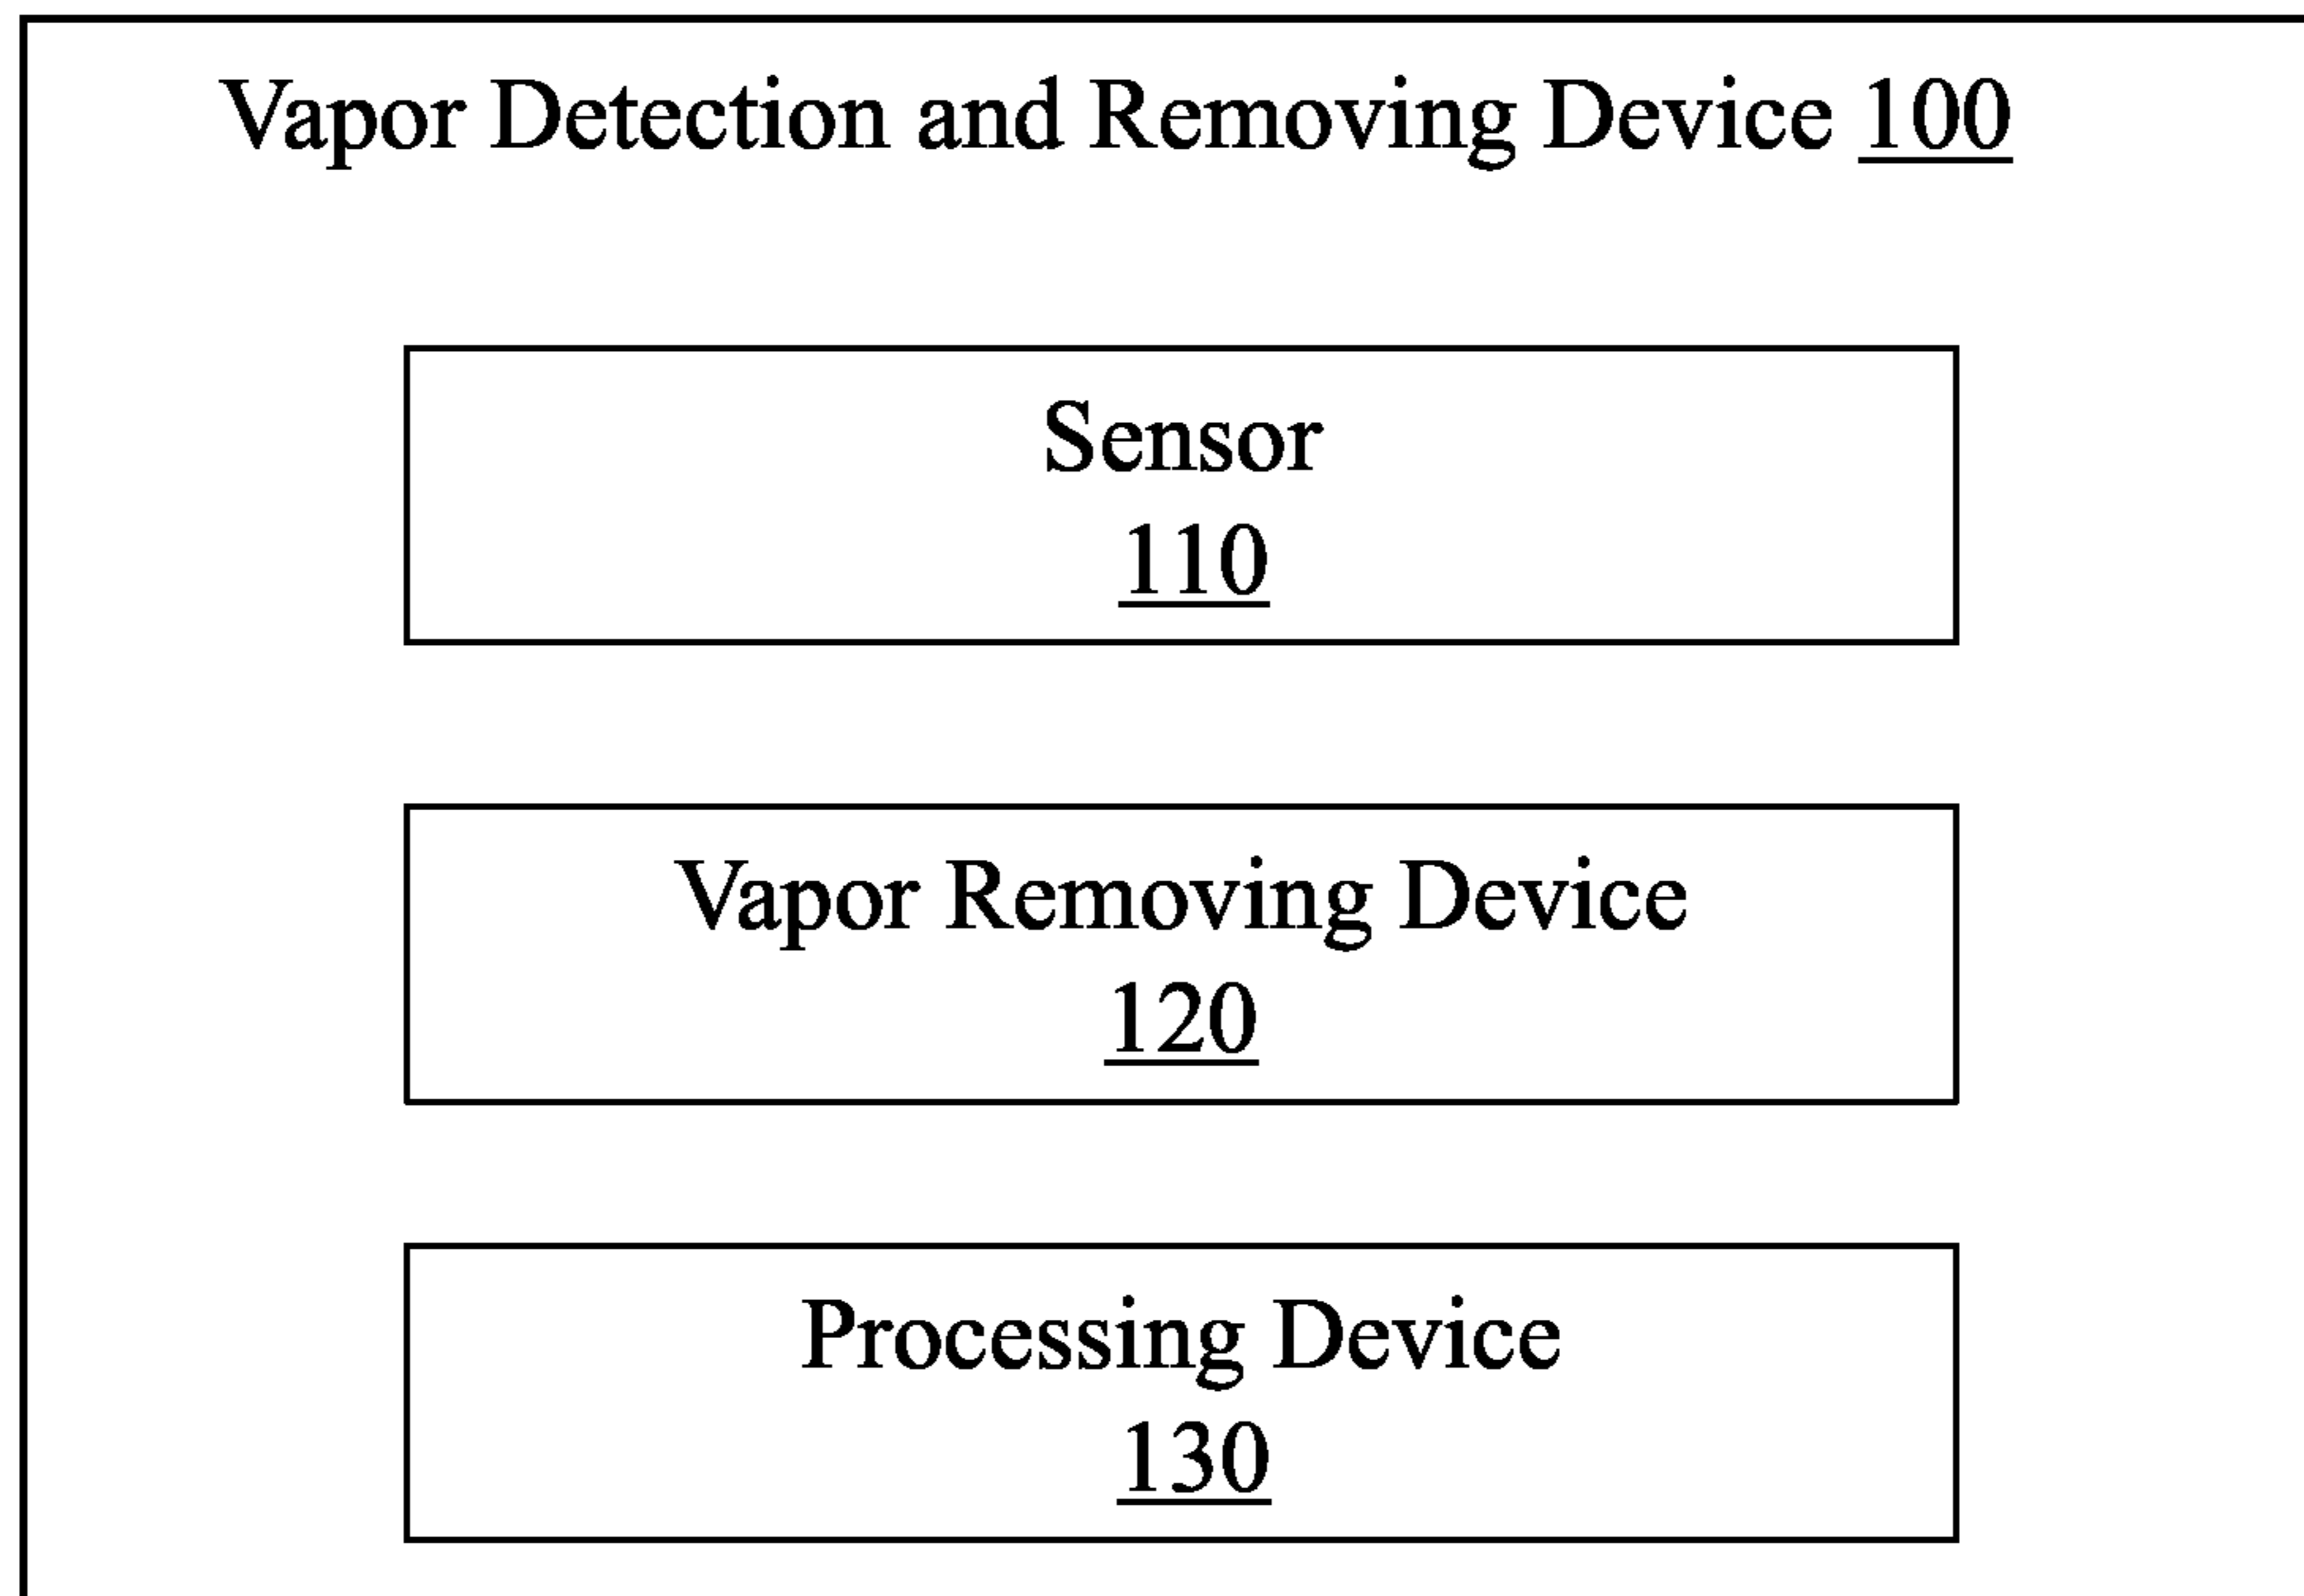 Vapor Detection and Removing Device 100
Sensor
110
Vapor Removing Device
120
Processing Device
130